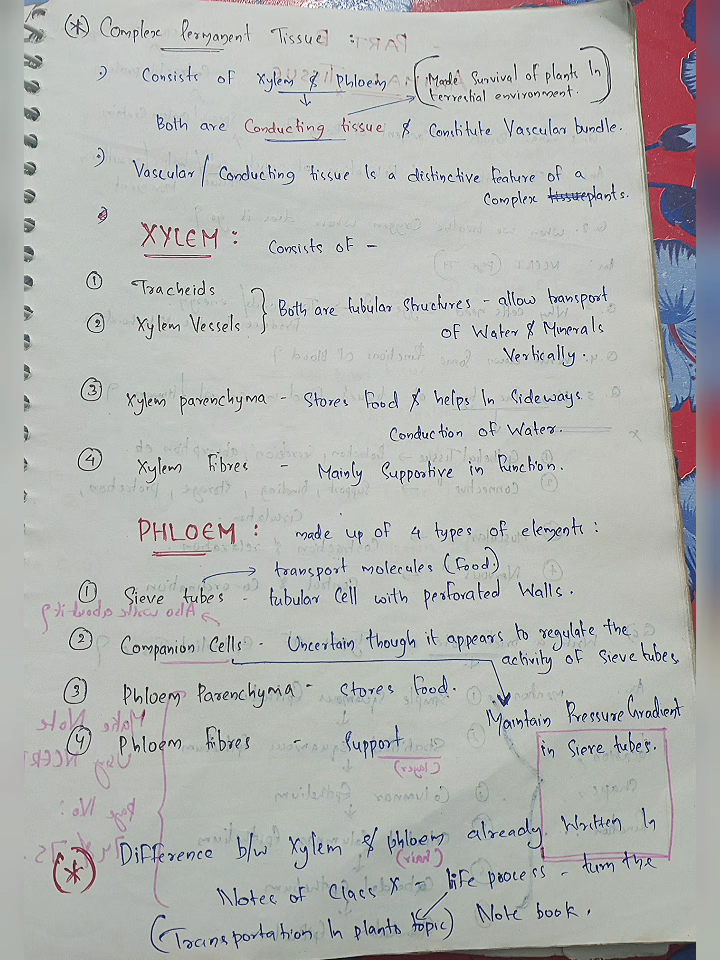 (*) Complex Permanent Tissue :
Consists of Xylem & Phloem (Made Survival of plants In
terrestial environment.)
Both are Conducting tissue & Constitute Vascular bundle.
Vascular / Conducting tissue Is a distinctive feature of a
Complex tissue plants.
XYLEM : Consists of -
① Tracheids
② Xylem Vessels } Both are tubular structures - allow transport
of Water & Minerals
Vertically.
③ Xylem parenchyma - Stores Food & helps In Sideways
Conduction of Water.
④ Xylem Fibres - Mainly Supportive in function.
PHLOEM : made up of 4 types of elements :
→ transport molecules (Food)
① Sieve tubes - tubular Cell with perforated Walls.
② Companion Cells - Uncertain though it appears to regulate the
activity of Sieve tubes
③ Phloem Parenchyma - Stores Food.
Maintain Pressure Gradient
in Sieve tubes.
④ Phloem Fibres - Support
(*) Difference b/w Xylem & phloem already Written In
Notes of Class X - life process - turn the
(Transportation In plants topic) Note book.